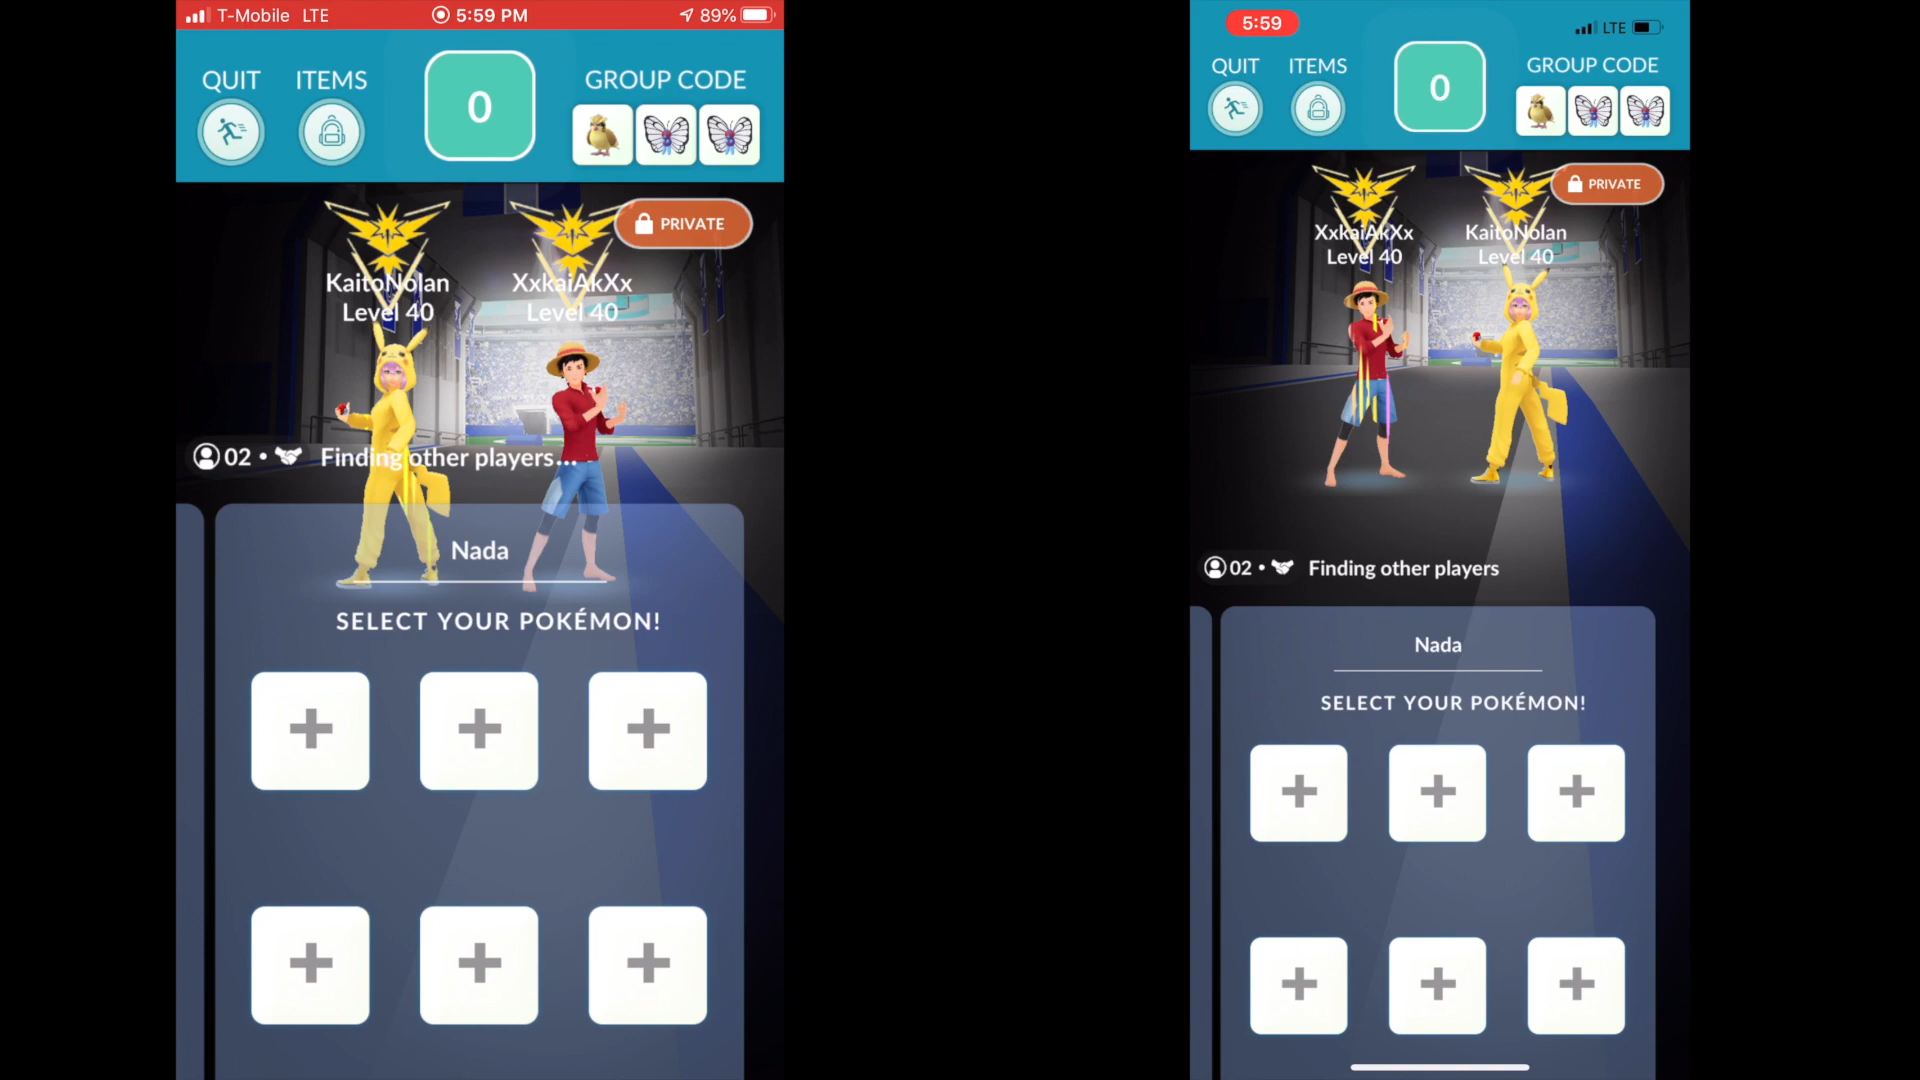 T-Mobile LTE 5:59 PM 89%
QUIT ITEMS 0 GROUP CODE
PRIVATE
KaitoNolan XxkaiAkXx
Level 40 Level 40
02 • Finding other players...
Nada
SELECT YOUR POKÉMON!
5:59 LTE
QUIT ITEMS 0 GROUP CODE
PRIVATE
XxkaiAkXx KaitoNolan
Level 40 Level 40
02 • Finding other players
Nada
SELECT YOUR POKÉMON!